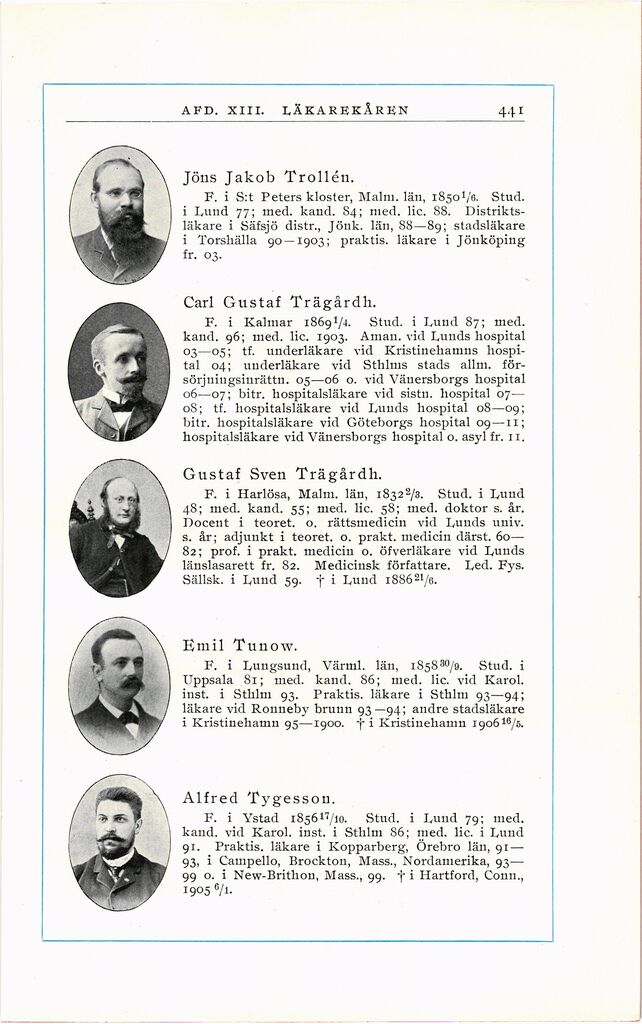 AFD. XIII. LÄKAREKÅREN 441
Jöns Jakob Trollén.
F. i S:t Peters kloster, Malm. län, 1850 1/6. Stud.
i Lund 77; med. kand. 84; med. lic. 88. Distrikts-
läkare i Säfsjö distr., Jönk. län, 88—89; stadsläkare
i Torshälla 90—1903; praktis. läkare i Jönköping
fr. 03.
Carl Gustaf Trägårdh.
F. i Kalmar 1869 1/4. Stud. i Lund 87; med.
kand. 96; med. lic. 1903. Aman. vid Lunds hospital
03—05; tf. underläkare vid Kristinehamns hospi-
tal 04; underläkare vid Sthlms stads allm. för-
sörjningsinrättn. 05—06 o. vid Vänersborgs hospital
06—07; bitr. hospitalsläkare vid sistn. hospital 07—
08; tf. hospitalsläkare vid Lunds hospital 08—09;
bitr. hospitalsläkare vid Göteborgs hospital 09—11;
hospitalsläkare vid Vänersborgs hospital o. asyl fr. 11.
Gustaf Sven Trägårdh.
F. i Harlösa, Malm. län, 1832 2/3. Stud. i Lund
48; med. kand. 55; med. lic. 58; med. doktor s. år.
Docent i teoret. o. rättsmedicin vid Lunds univ.
s. år; adjunkt i teoret. o. prakt. medicin därst. 60—
82; prof. i prakt. medicin o. öfverläkare vid Lunds
länslasarett fr. 82. Medicinsk författare. Led. Fys.
Sällsk. i Lund 59. † i Lund 1886 21/6.
Emil Tunow.
F. i Lungsund, Värml. län, 1858 30/9. Stud. i
Uppsala 81; med. kand. 86; med. lic. vid Karol.
inst. i Sthlm 93. Praktis. läkare i Sthlm 93—94;
läkare vid Ronneby brunn 93—94; andre stadsläkare
i Kristinehamn 95—1900. † i Kristinehamn 1906 16/5.
Alfred Tygesson.
F. i Ystad 1856 17/10. Stud. i Lund 79; med.
kand. vid Karol. inst. i Sthlm 86; med. lic. i Lund
91. Praktis. läkare i Kopparberg, Örebro län, 91—
93, i Campello, Brockton, Mass., Nordamerika, 93—
99 o. i New-Brithon, Mass., 99. † i Hartford, Conn.,
1905 6/1.